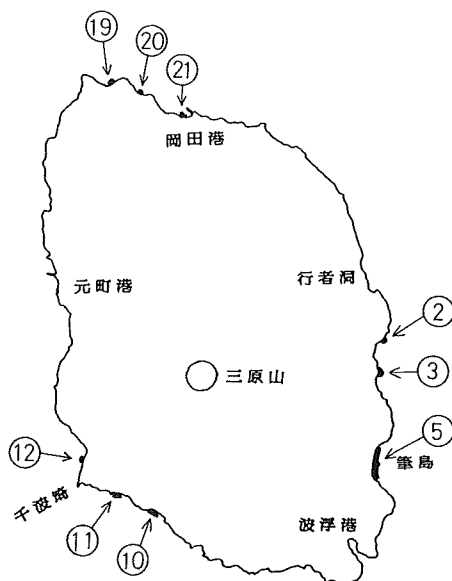 ⑲
⑳
㉑
岡田港
元町港
行者洞
②
三原山
③
⑤
筆島
⑫
千波崎
⑪
⑩
波浮港